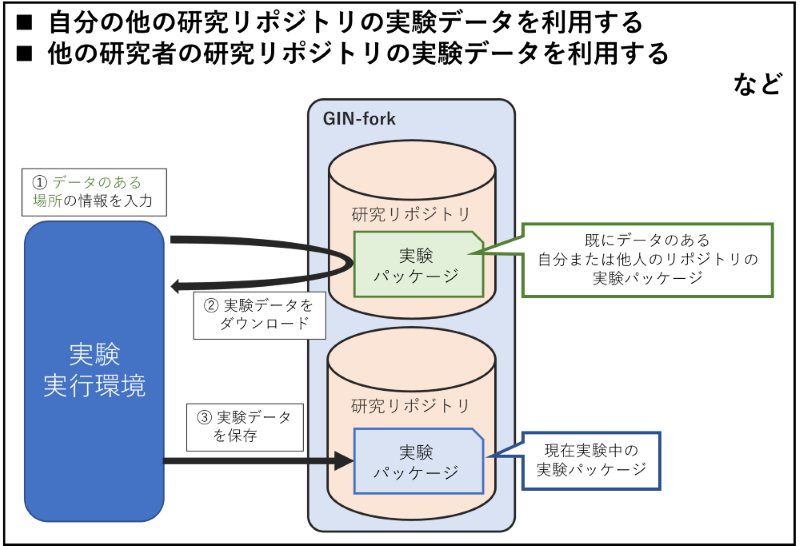 ■ 自分の他の研究リポジトリの実験データを利用する
■ 他の研究者の研究リポジトリの実験データを利用する
など
GIN-fork
① データのある
場所の情報を入力
研究リポジトリ
実験
パッケージ
既にデータのある
自分または他人のリポジトリの
実験パッケージ
② 実験データを
ダウンロード
実験
実行環境
③ 実験データ
を保存
研究リポジトリ
実験
パッケージ
現在実験中の
実験パッケージ